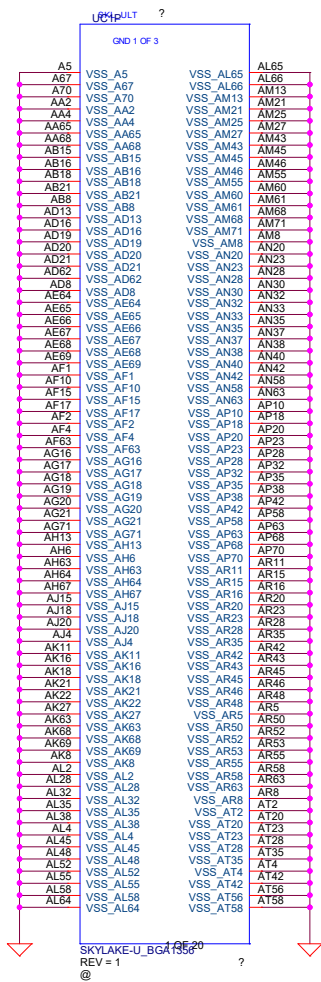 SKL_ULT
UC1P
?
GND 1 OF 3
A5 VSS_A5 VSS_AL65 AL65
A67 VSS_A67 VSS_AL66 AL66
A70 VSS_A70 VSS_AM13 AM13
AA2 VSS_AA2 VSS_AM21 AM21
AA4 VSS_AA4 VSS_AM25 AM25
AA65 VSS_AA65 VSS_AM27 AM27
AA68 VSS_AA68 VSS_AM43 AM43
AB15 VSS_AB15 VSS_AM45 AM45
AB16 VSS_AB16 VSS_AM46 AM46
AB18 VSS_AB18 VSS_AM55 AM55
AB21 VSS_AB21 VSS_AM60 AM60
AB8 VSS_AB8 VSS_AM61 AM61
AD13 VSS_AD13 VSS_AM68 AM68
AD16 VSS_AD16 VSS_AM71 AM71
AD19 VSS_AD19 VSS_AM8 AM8
AD20 VSS_AD20 VSS_AN20 AN20
AD21 VSS_AD21 VSS_AN23 AN23
AD62 VSS_AD62 VSS_AN28 AN28
AD8 VSS_AD8 VSS_AN30 AN30
AE64 VSS_AE64 VSS_AN32 AN32
AE65 VSS_AE65 VSS_AN33 AN33
AE66 VSS_AE66 VSS_AN35 AN35
AE67 VSS_AE67 VSS_AN37 AN37
AE68 VSS_AE68 VSS_AN38 AN38
AE69 VSS_AE69 VSS_AN40 AN40
AF1 VSS_AF1 VSS_AN42 AN42
AF10 VSS_AF10 VSS_AN58 AN58
AF15 VSS_AF15 VSS_AN63 AN63
AF17 VSS_AF17 VSS_AP10 AP10
AF2 VSS_AF2 VSS_AP18 AP18
AF4 VSS_AF4 VSS_AP20 AP20
AF63 VSS_AF63 VSS_AP23 AP23
AG16 VSS_AG16 VSS_AP28 AP28
AG17 VSS_AG17 VSS_AP32 AP32
AG18 VSS_AG18 VSS_AP35 AP35
AG19 VSS_AG19 VSS_AP38 AP38
AG20 VSS_AG20 VSS_AP42 AP42
AG21 VSS_AG21 VSS_AP58 AP58
AG71 VSS_AG71 VSS_AP63 AP63
AH13 VSS_AH13 VSS_AP68 AP68
AH6 VSS_AH6 VSS_AP70 AP70
AH63 VSS_AH63 VSS_AR11 AR11
AH64 VSS_AH64 VSS_AR15 AR15
AH67 VSS_AH67 VSS_AR16 AR16
AJ15 VSS_AJ15 VSS_AR20 AR20
AJ18 VSS_AJ18 VSS_AR23 AR23
AJ20 VSS_AJ20 VSS_AR28 AR28
AJ4 VSS_AJ4 VSS_AR35 AR35
AK11 VSS_AK11 VSS_AR42 AR42
AK16 VSS_AK16 VSS_AR43 AR43
AK18 VSS_AK18 VSS_AR45 AR45
AK21 VSS_AK21 VSS_AR46 AR46
AK22 VSS_AK22 VSS_AR48 AR48
AK27 VSS_AK27 VSS_AR5 AR5
AK63 VSS_AK63 VSS_AR50 AR50
AK68 VSS_AK68 VSS_AR52 AR52
AK69 VSS_AK69 VSS_AR53 AR53
AK8 VSS_AK8 VSS_AR55 AR55
AL2 VSS_AL2 VSS_AR58 AR58
AL28 VSS_AL28 VSS_AR63 AR63
AL32 VSS_AL32 VSS_AR8 AR8
AL35 VSS_AL35 VSS_AT2 AT2
AL38 VSS_AL38 VSS_AT20 AT20
AL4 VSS_AL4 VSS_AT23 AT23
AL45 VSS_AL45 VSS_AT28 AT28
AL48 VSS_AL48 VSS_AT35 AT35
AL52 VSS_AL52 VSS_AT4 AT4
AL55 VSS_AL55 VSS_AT42 AT42
AL58 VSS_AL58 VSS_AT56 AT56
AL64 VSS_AL64 VSS_AT58 AT58
1 OF 20
SKYLAKE-U_BGA1356
REV = 1 ?
@